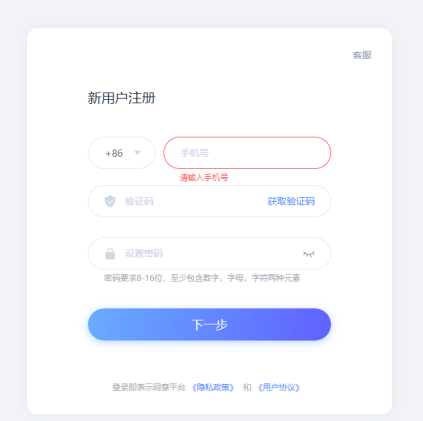 客服
新用户注册
+86 手机号
请输入手机号
验证码 获取验证码
设置密码
密码要求8-16位，至少包含数字，字母，字符两种元素
下一步
登录即表示同意平台 《隐私政策》 和 《用户协议》